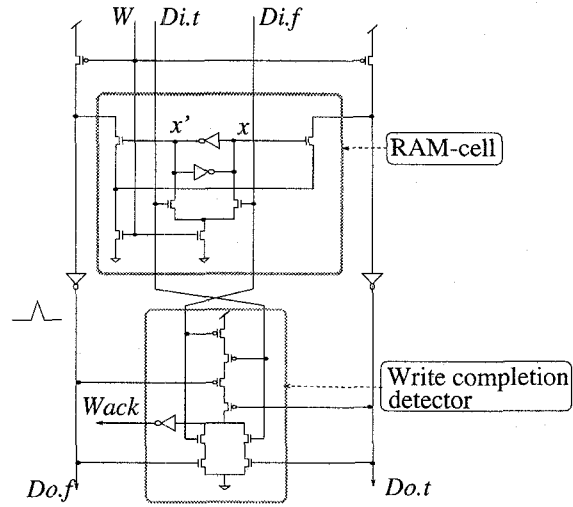 W Di.t Di.f
x' x
RAM-cell
Write completion
detector
Wack
Do.f Do.t